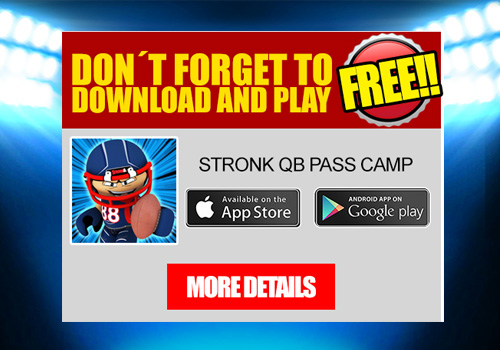 DON´T FORGET TO
DOWNLOAD AND PLAY
FREE!!
STRONK QB PASS CAMP
88
Available on the
App Store
ANDROID APP ON
Google play
MORE DETAILS